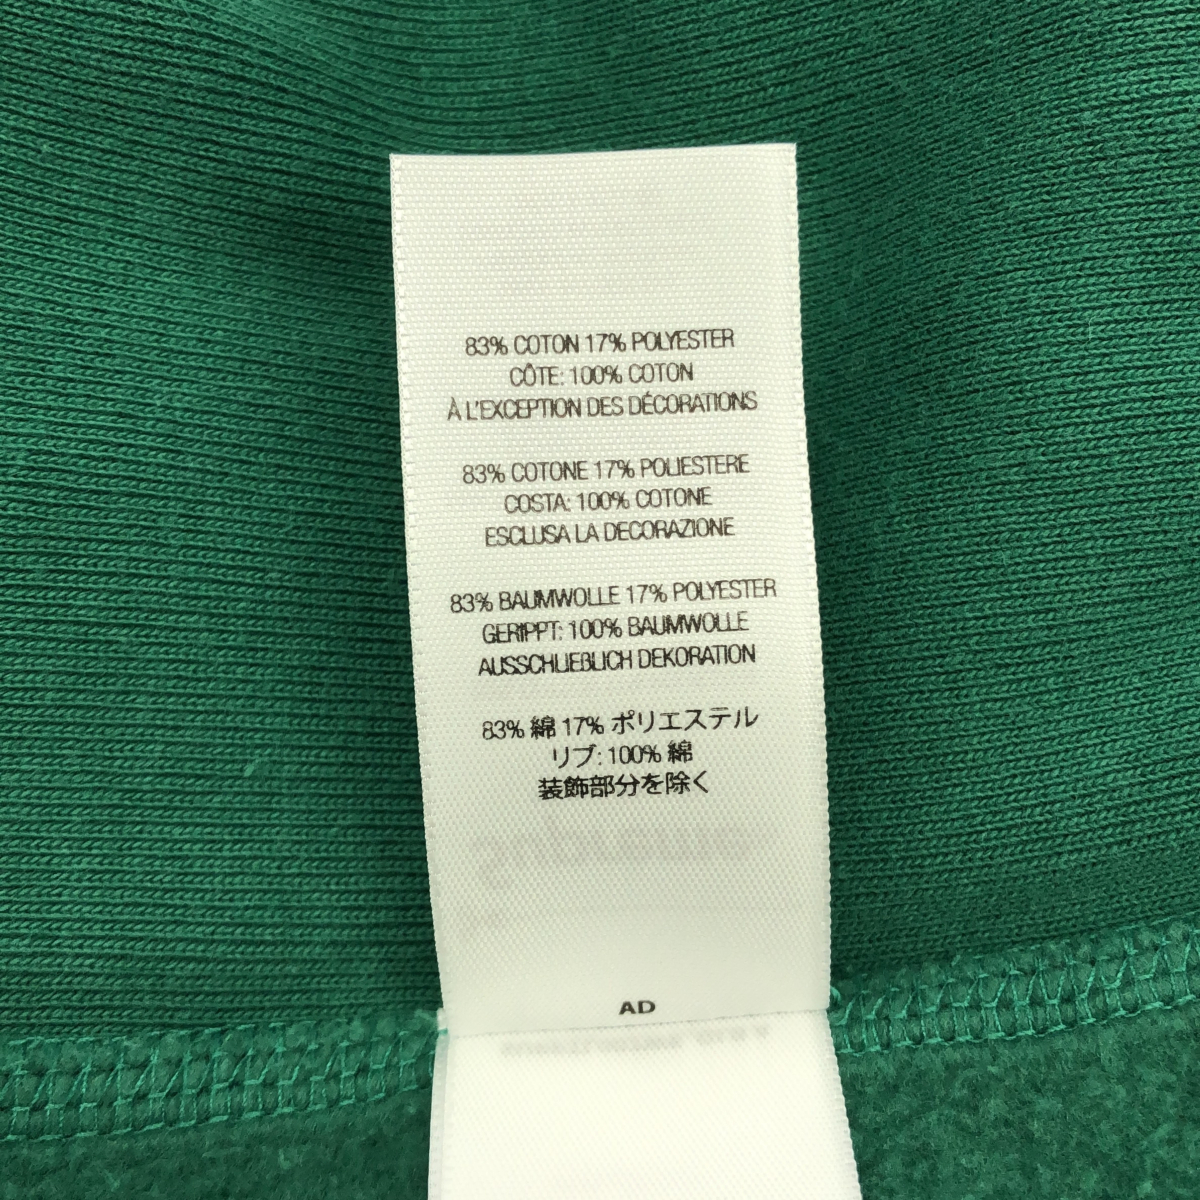 83% COTON 17% POLYESTER
CÔTE: 100% COTON
À L'EXCEPTION DES DÉCORATIONS
83% COTONE 17% POLIESTERE
COSTA: 100% COTONE
ESCLUSA LA DECORAZIONE
83% BAUMWOLLE 17% POLYESTER
GERIPPT: 100% BAUMWOLLE
AUSSCHLIEBLICH DEKORATION
83% 綿 17% ポリエステル
リブ: 100% 綿
装飾部分を除く
AD